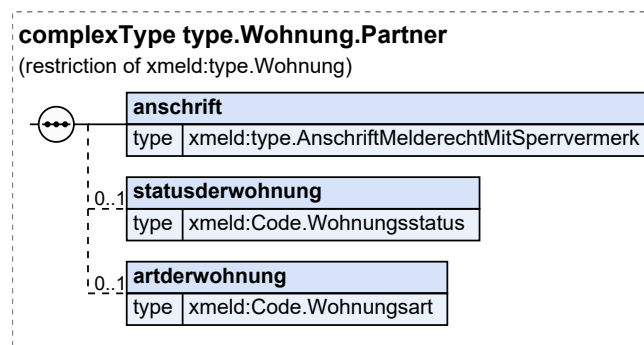 complexType type.Wohnung.Partner
(restriction of xmeld:type.Wohnung)
anschrift
type xmeld:type.AnschriftMelderechtMitSperrvermerk
0..1 statusderwohnung
type xmeld:Code.Wohnungsstatus
0..1 artderwohnung
type xmeld:Code.Wohnungsart